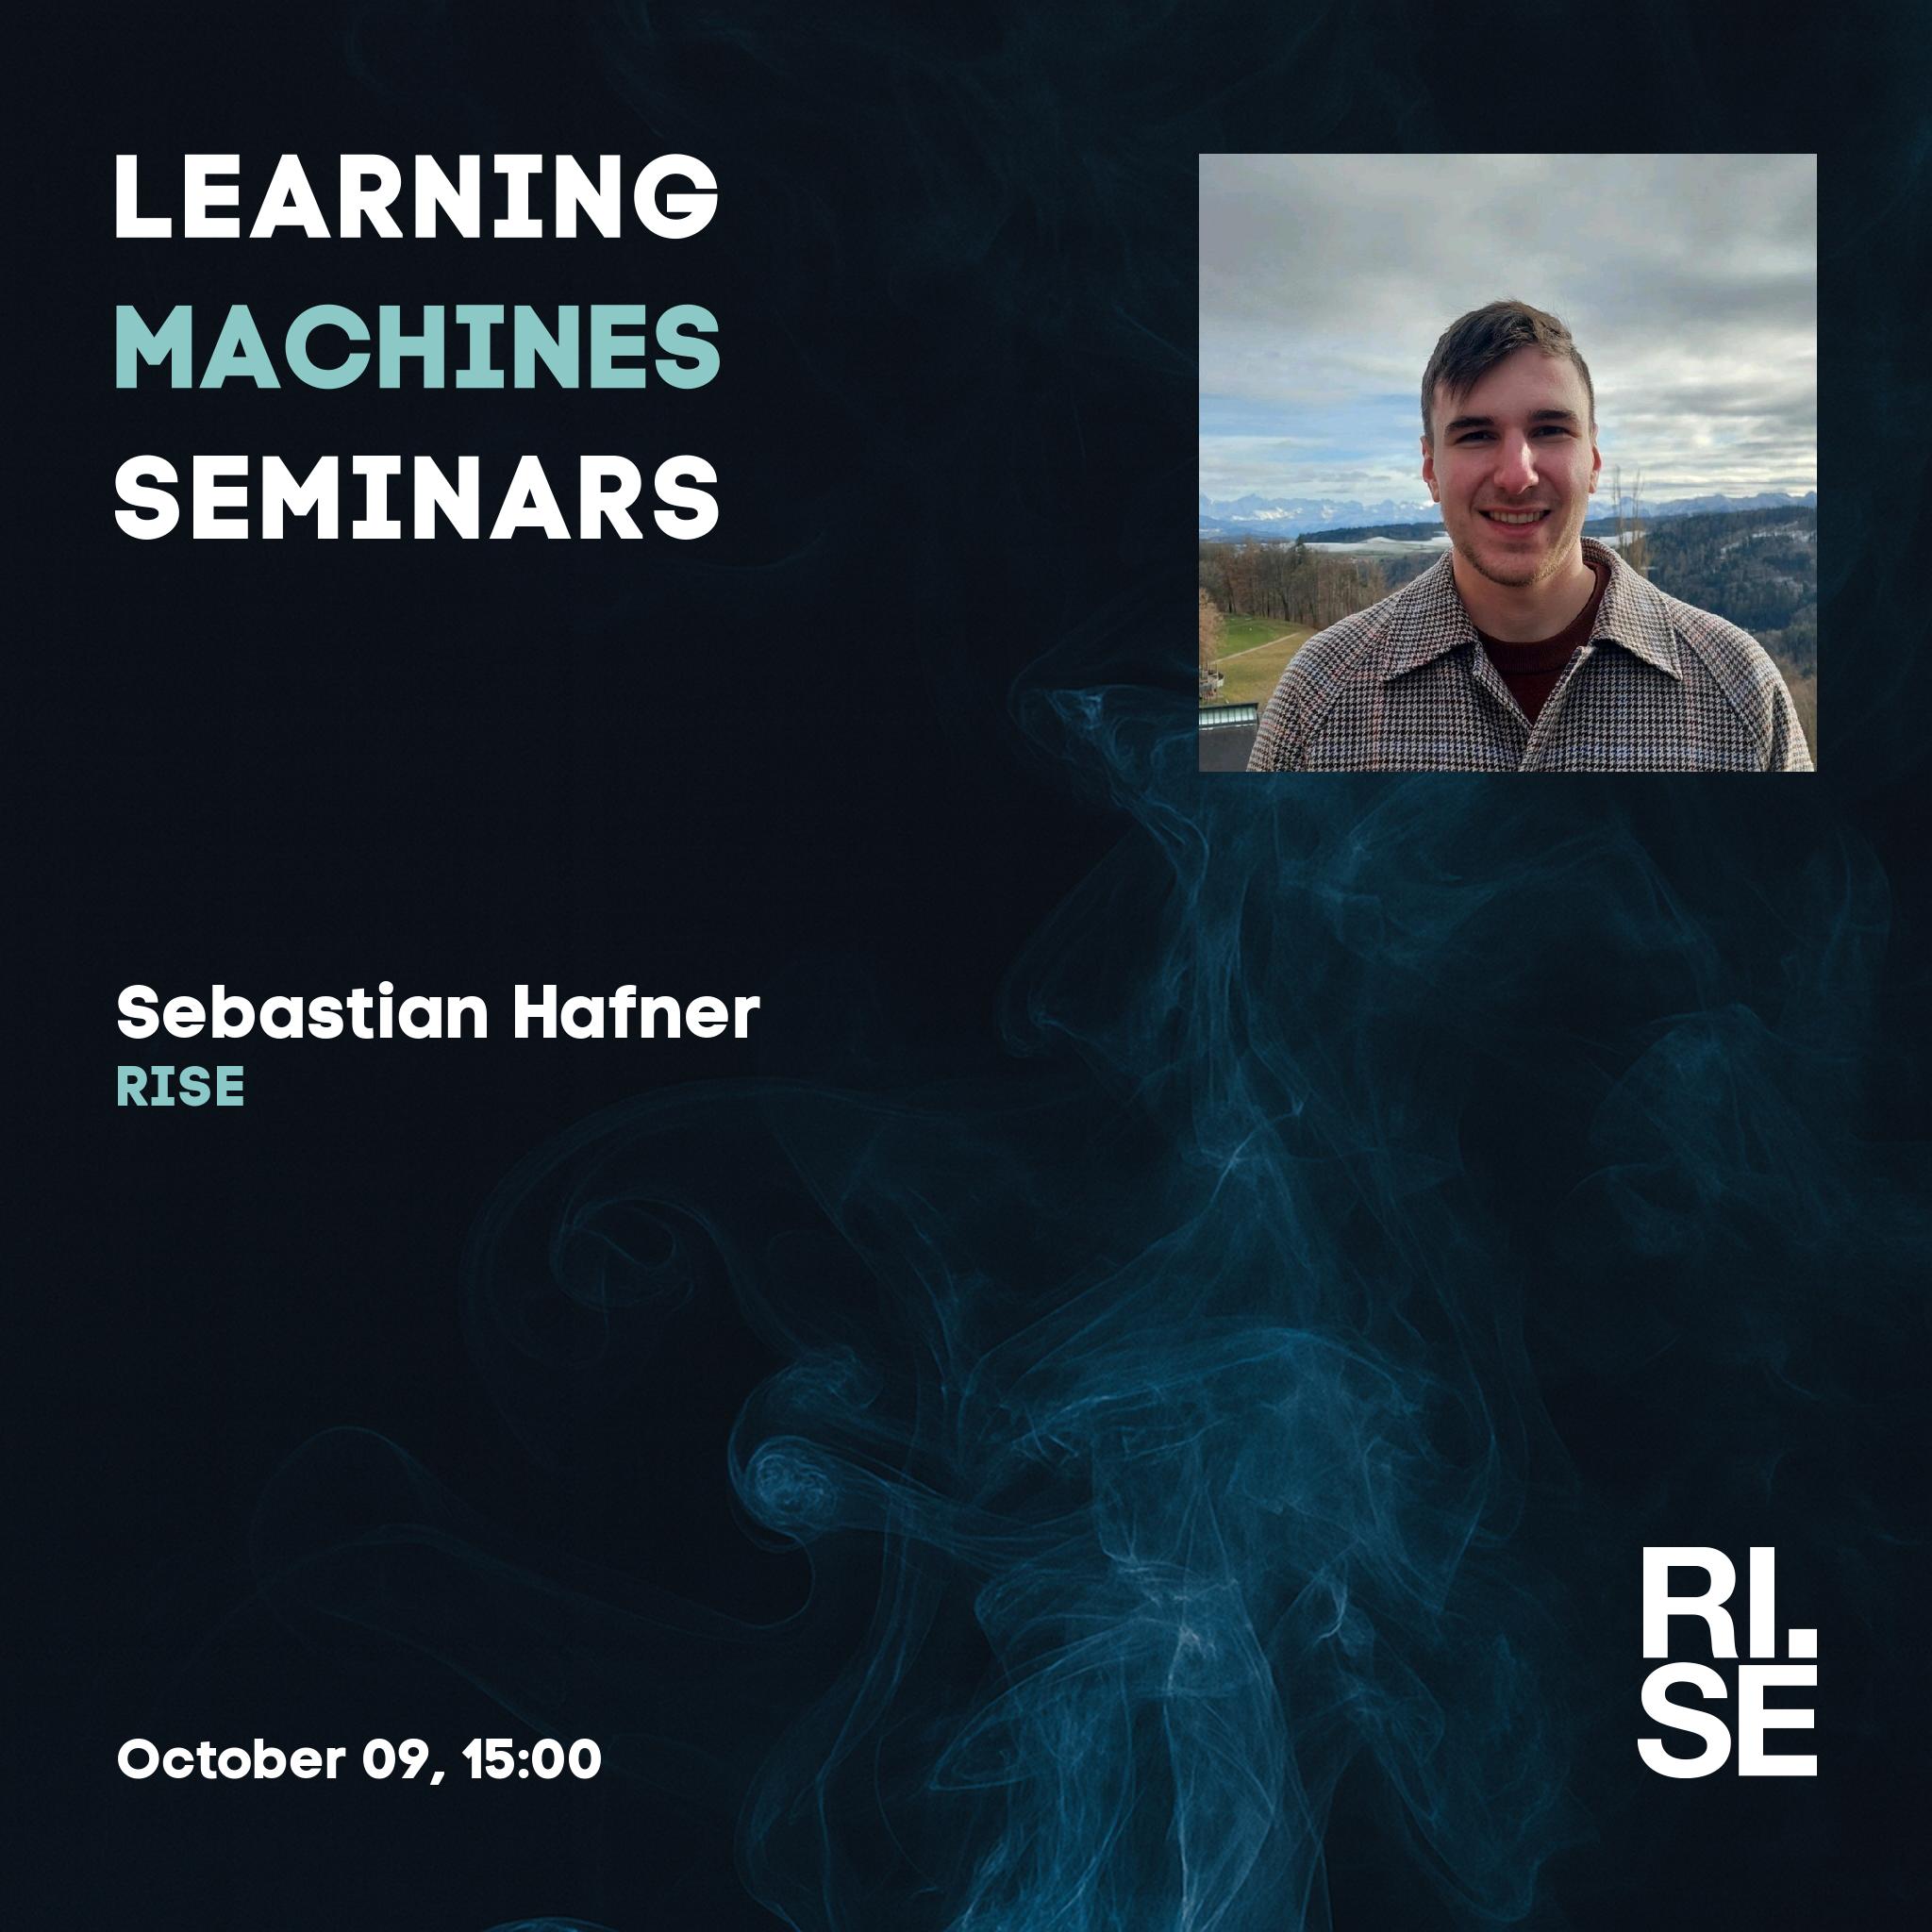 LEARNING
MACHINES
SEMINARS
Sebastian Hafner
RISE
October 09, 15:00
RI.
SE